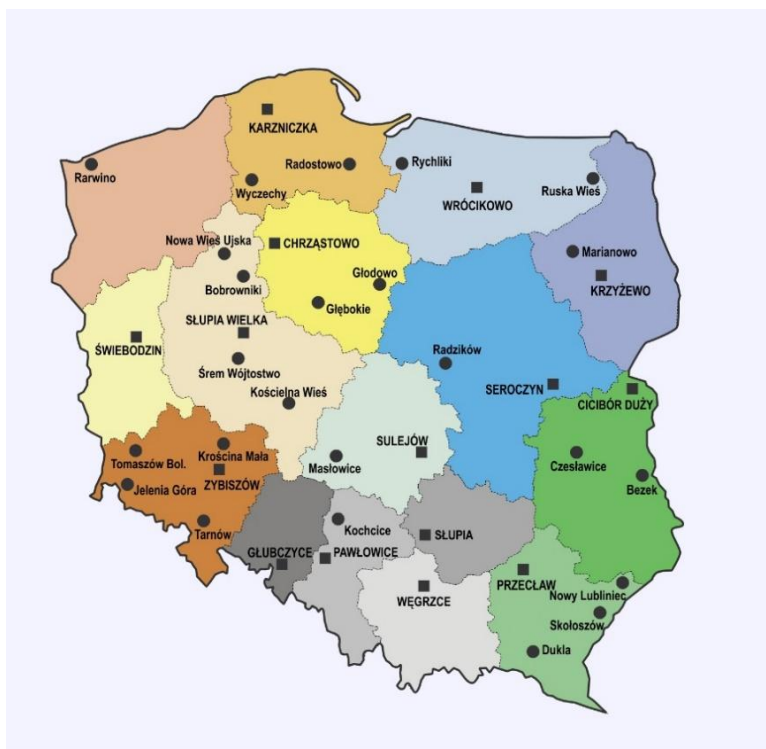 KARZNICZKA
Radostowo
Rychliki
Rarwino
Wyczechy
Ruska Wieś
WRÓCIKOWO
Nowa Wieś Ujska
CHRZĄSTOWO
Marianowo
Głodowo
Bobrowniki
KRZYŻEWO
Głębokie
SŁUPIA WIELKA
ŚWIEBODZIN
Radzików
Śrem Wójtostwo
SEROCZYN
Kościelna Wieś
CICIBÓR DUŻY
SULEJÓW
Krościna Mała
Tomaszów Bol.
Masłowice
Czesławice
ZYBISZÓW
Jelenia Góra
Bezek
Kochcice
Tarnów
SŁUPIA
GŁUBCZYCE
PAWŁOWICE
PRZECŁAW
Nowy Lubliniec
WĘGRZCE
Skołoszów
Dukla